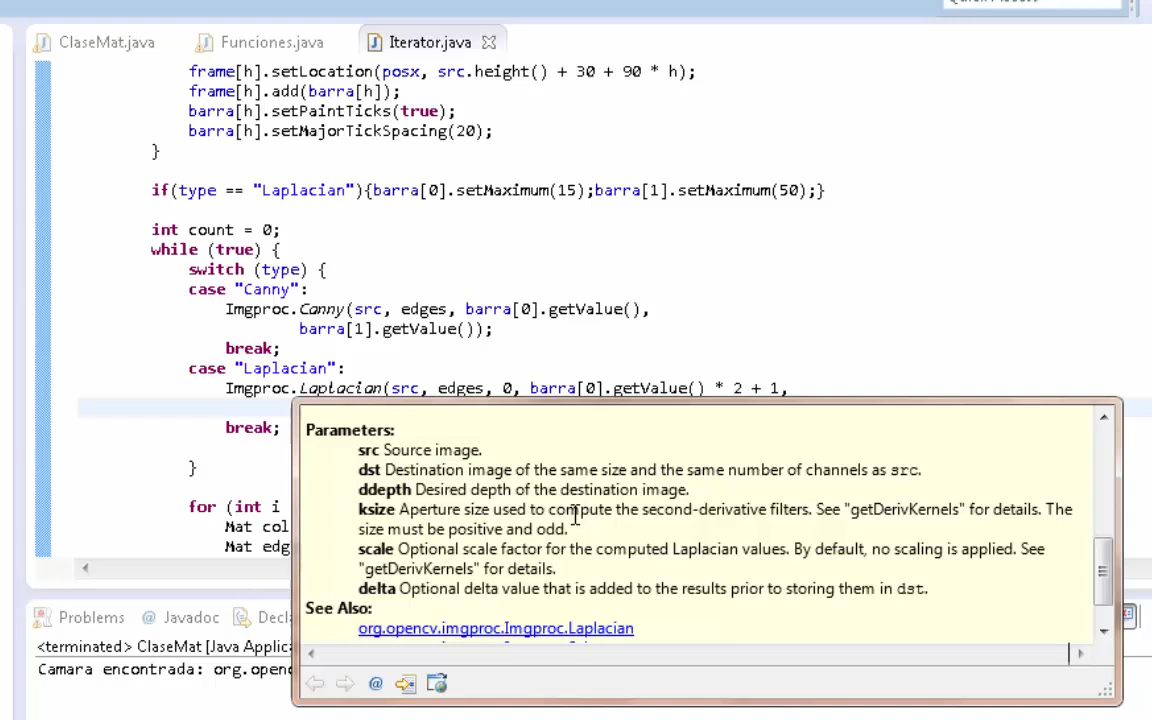 ClaseMat.java Funciones.java Iterator.java
frame[h].setLocation(posx, src.height() + 30 + 90 * h);
frame[h].add(barra[h]);
barra[h].setPaintTicks(true);
barra[h].setMajorTickSpacing(20);
}
if(type == "Laplacian"){barra[0].setMaximum(15);barra[1].setMaximum(50);}
int count = 0;
while (true) {
switch (type) {
case "Canny":
Imgproc.Canny(src, edges, barra[0].getValue(),
barra[1].getValue());
break;
case "Laplacian":
Imgproc.Laplacian(src, edges, 0, barra[0].getValue() * 2 + 1,
break;
}
for (int i
Mat col
Mat edg
Parameters:
src Source image.
dst Destination image of the same size and the same number of channels as src.
ddepth Desired depth of the destination image.
ksize Aperture size used to compute the second-derivative filters. See "getDerivKernels" for details. The
size must be positive and odd.
scale Optional scale factor for the computed Laplacian values. By default, no scaling is applied. See
"getDerivKernels" for details.
delta Optional delta value that is added to the results prior to storing them in dst.
See Also:
org.opencv.imgproc.Imgproc.Laplacian
Problems @ Javadoc Decla
<terminated> ClaseMat [Java Applic
Camara encontrada: org.openc